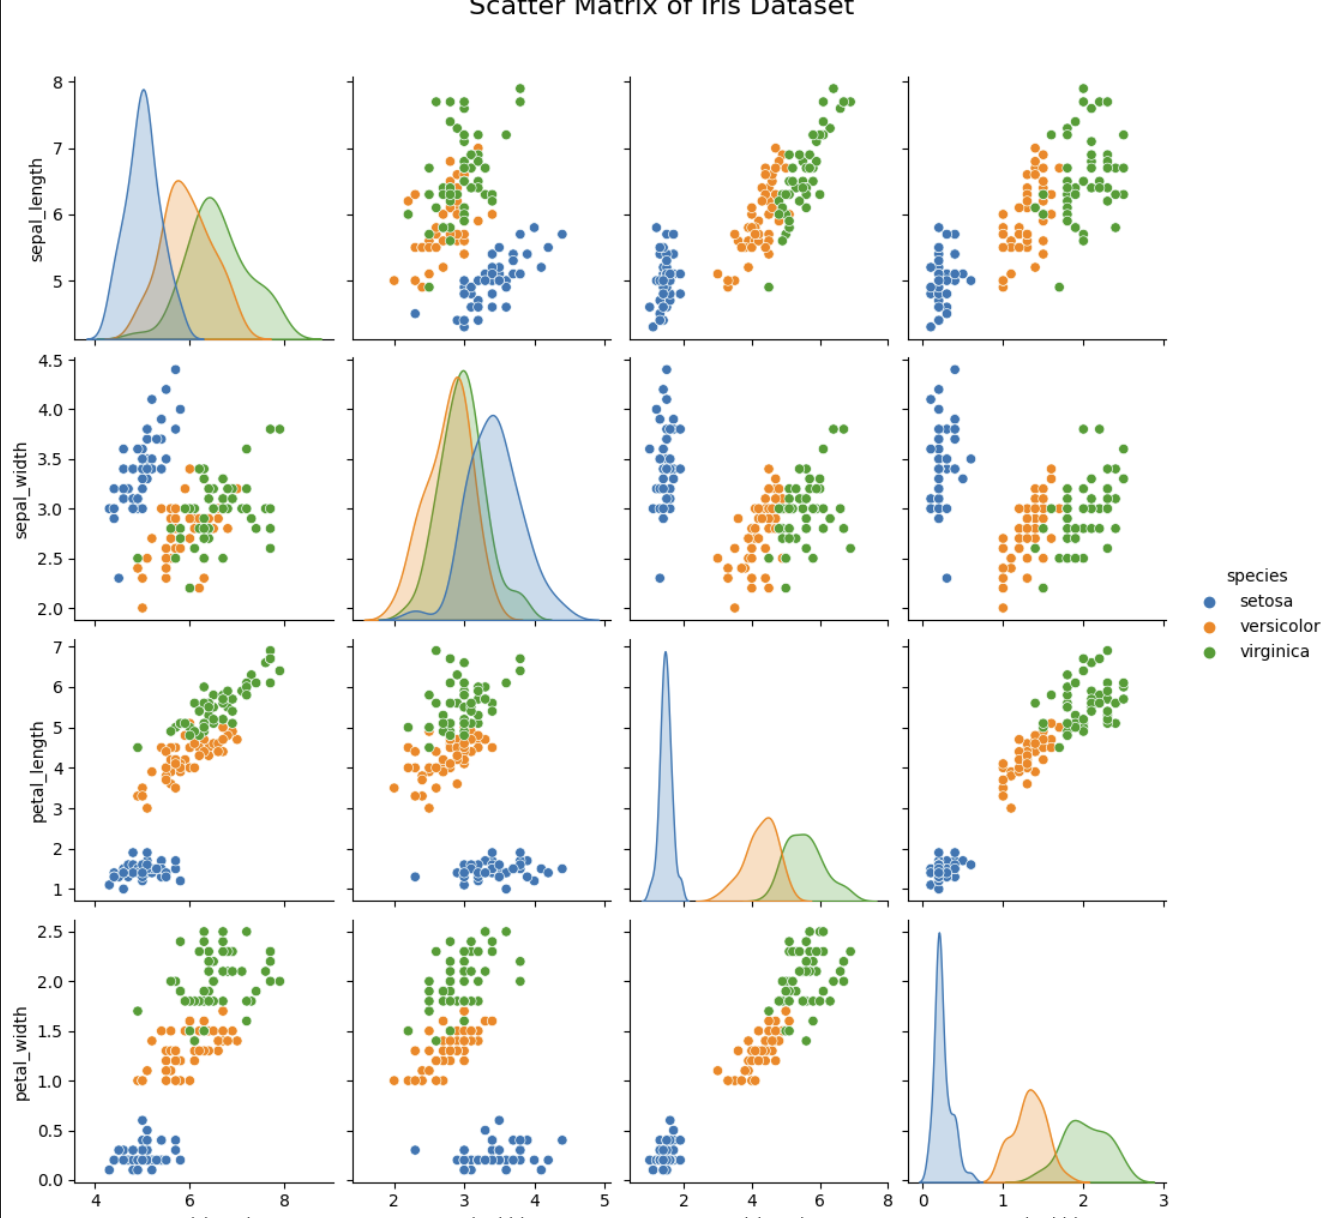 Scatter Matrix of Iris Dataset
8
7
6
5
sepal_length
4.5
4.0
3.5
3.0
2.5
2.0
sepal_width
7
6
5
4
3
2
1
petal_length
2.5
2.0
1.5
1.0
0.5
0.0
petal_width
4 6 8
2 3 4 5
2 4 6 8
0 1 2 3
species
setosa
versicolor
virginica